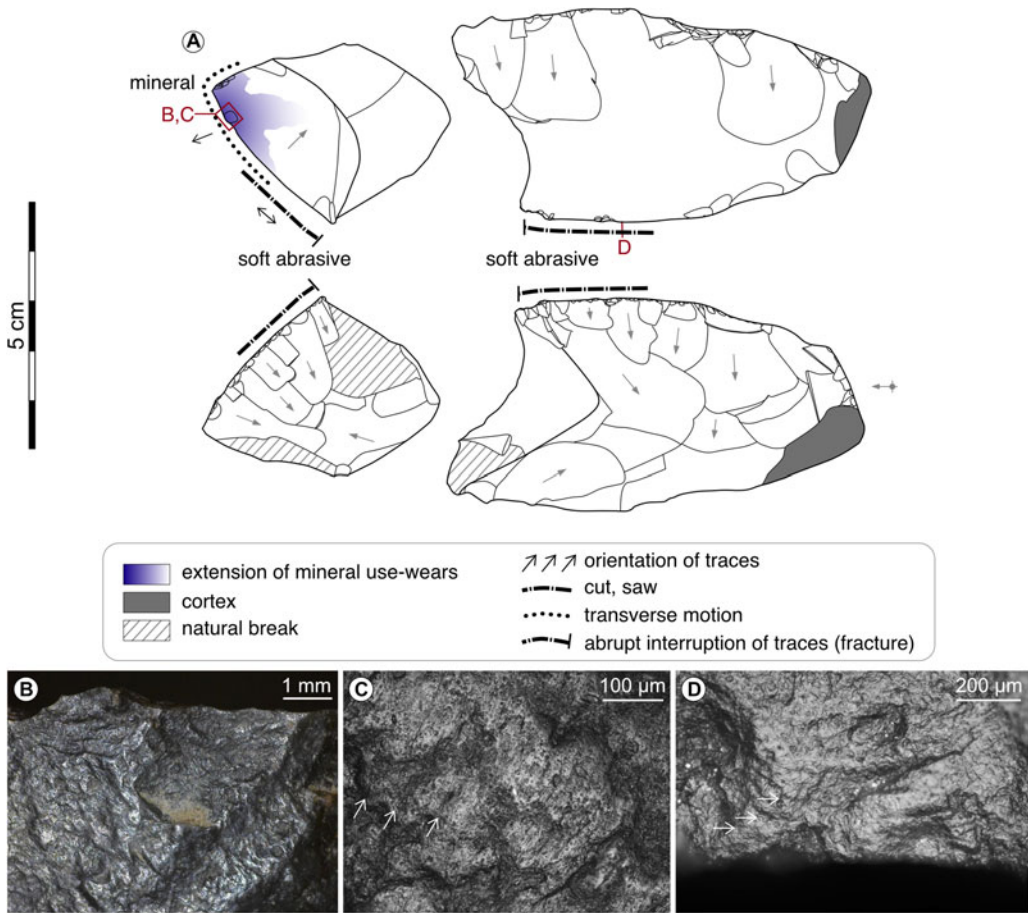 A
mineral
B,C
D
soft abrasive
soft abrasive
5 cm
extension of mineral use-wears
cortex
natural break
orientation of traces
cut, saw
transverse motion
abrupt interruption of traces (fracture)
B
1 mm
C
100 µm
D
200 µm